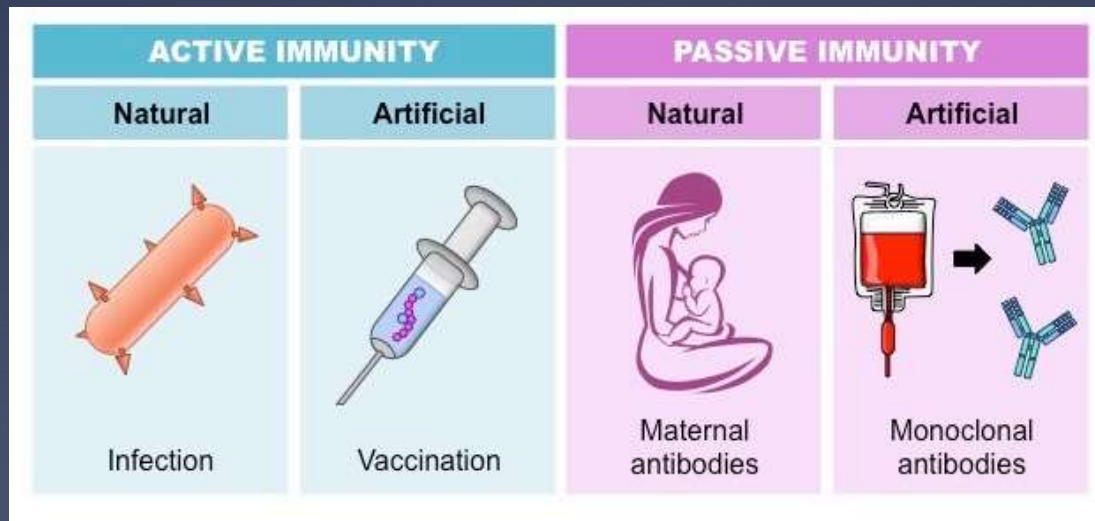 ACTIVE IMMUNITY
PASSIVE IMMUNITY
Natural
Artificial
Natural
Artificial
Infection
Vaccination
Maternal
antibodies
Monoclonal
antibodies